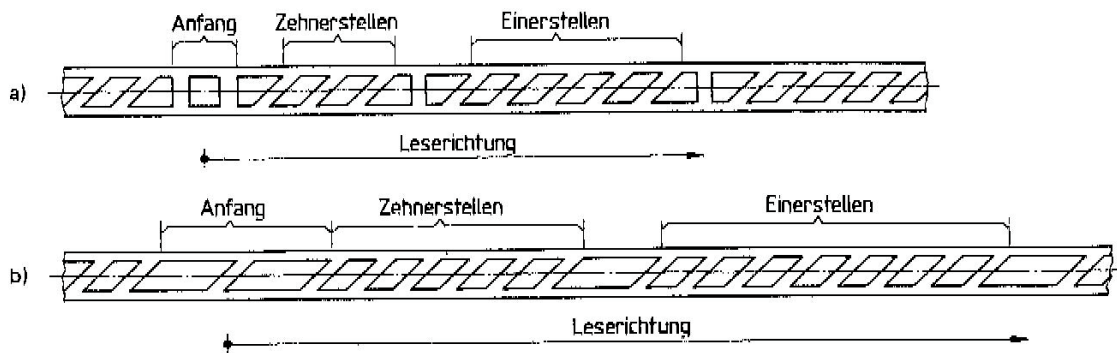 Anfang Zehnerstellen Einerstellen
a)
Leserichtung
Anfang Zehnerstellen Einerstellen
b)
Leserichtung